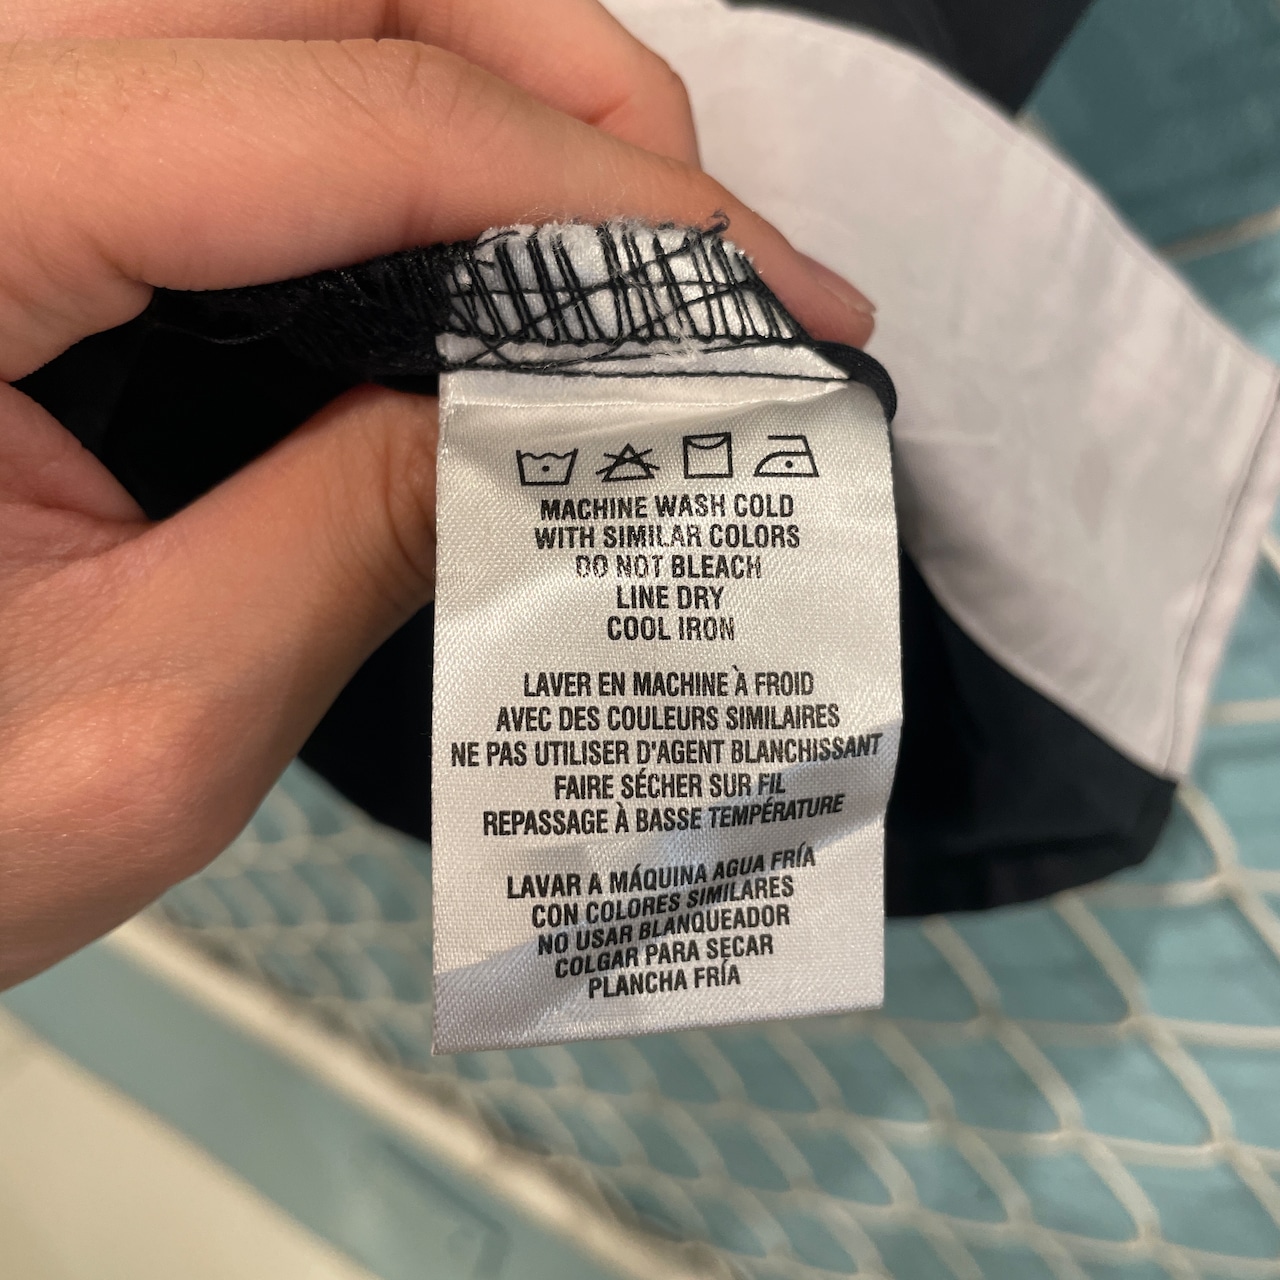 MACHINE WASH COLD
WITH SIMILAR COLORS
DO NOT BLEACH
LINE DRY
COOL IRON
LAVER EN MACHINE À FROID
AVEC DES COULEURS SIMILAIRES
NE PAS UTILISER D'AGENT BLANCHISSANT
FAIRE SÉCHER SUR FIL
REPASSAGE À BASSE TEMPÉRATURE
LAVAR A MÁQUINA AGUA FRÍA
CON COLORES SIMILARES
NO USAR BLANQUEADOR
COLGAR PARA SECAR
PLANCHA FRÍA